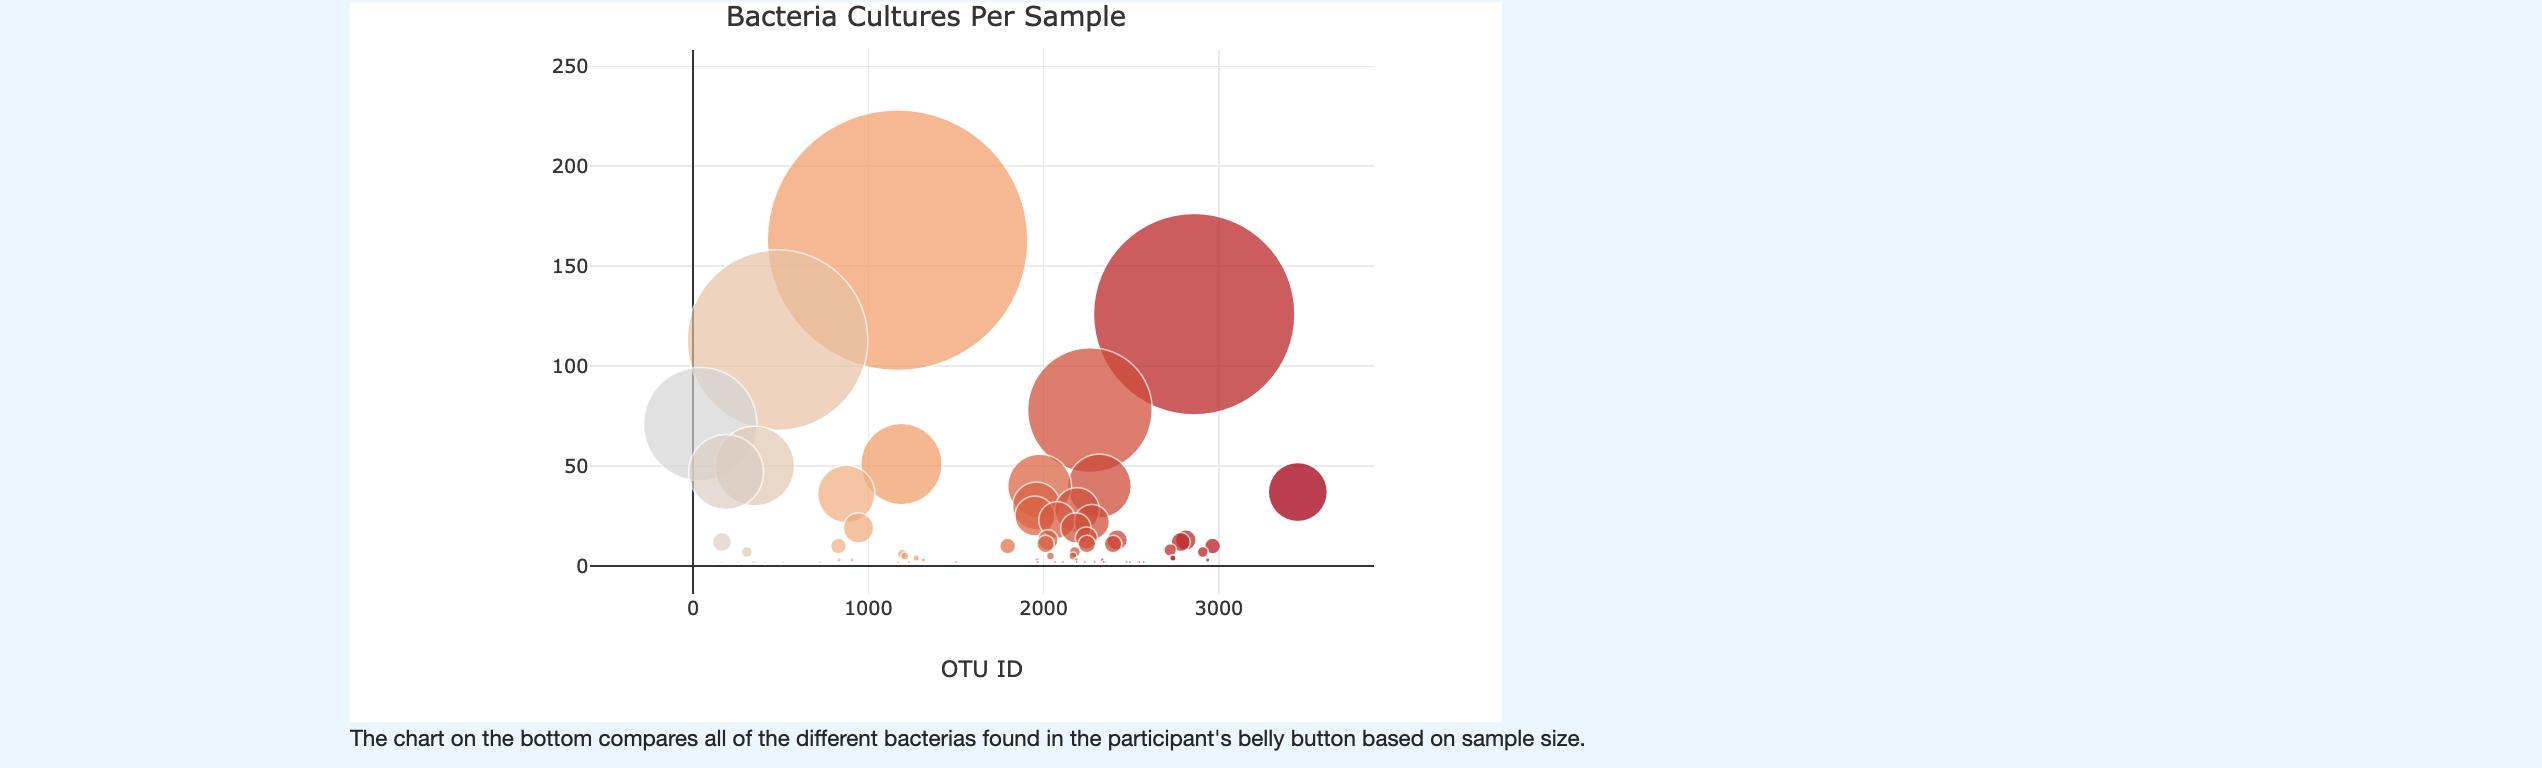 Bacteria Cultures Per Sample
250
200
150
100
50
0
0 1000 2000 3000
OTU ID
The chart on the bottom compares all of the different bacterias found in the participant's belly button based on sample size.